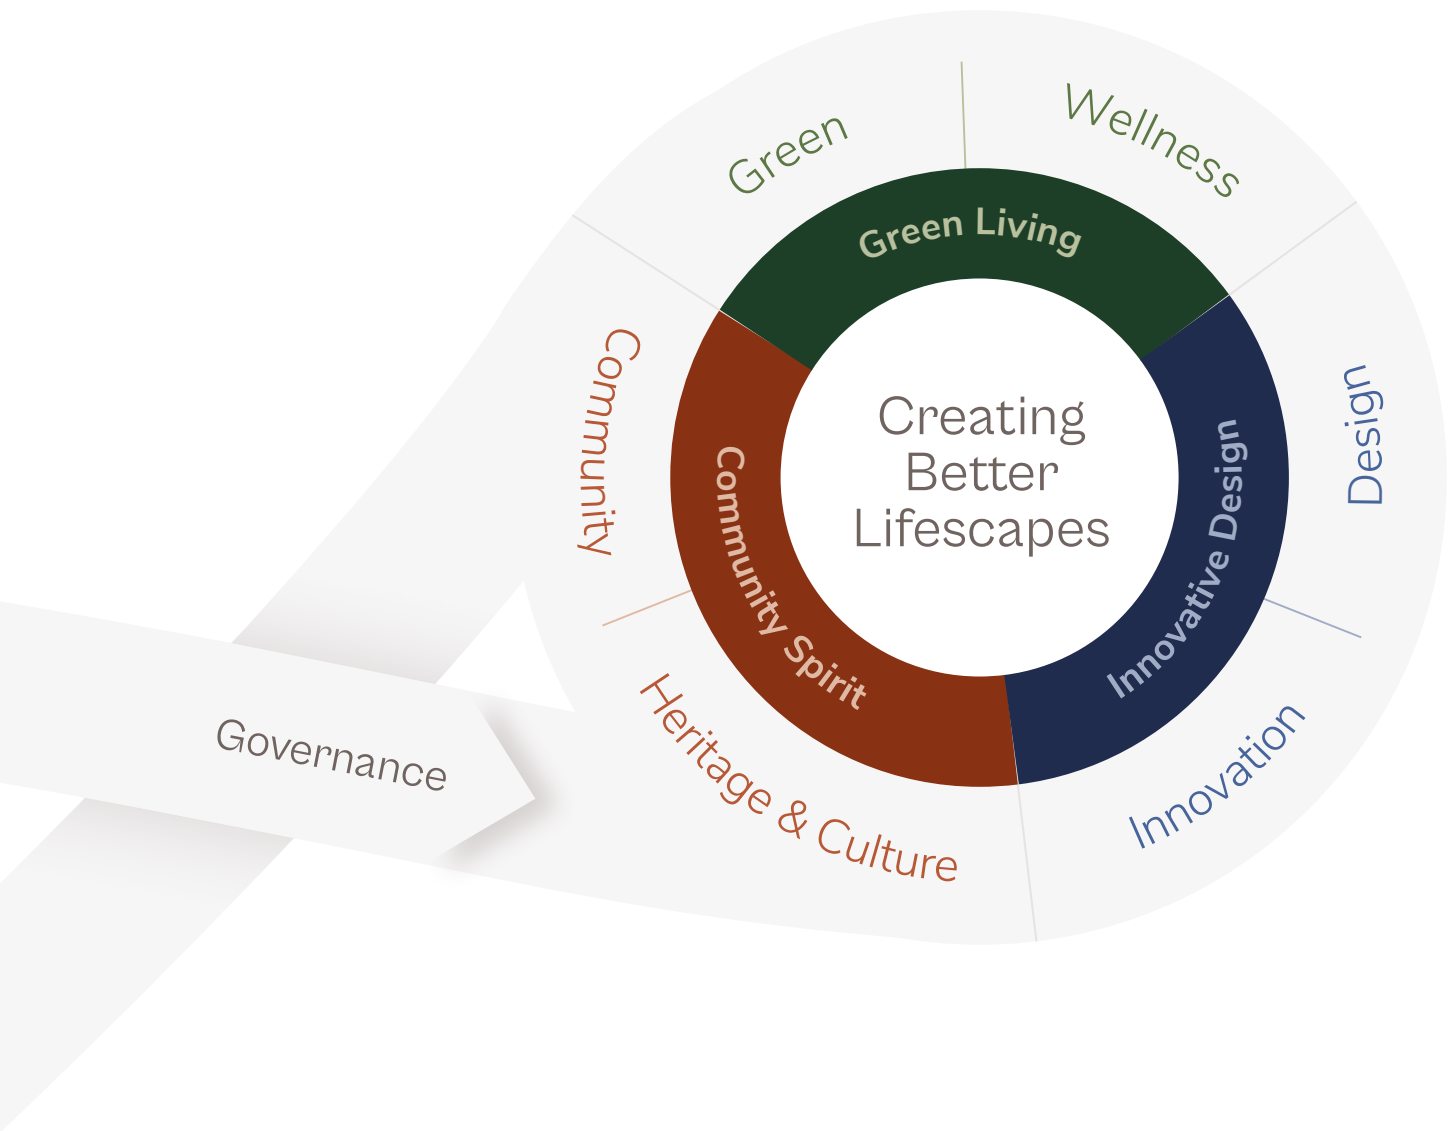 Green
Wellness
Green Living
Community
Design
Creating
Better
Lifescapes
Community Spirit
Innovative Design
Heritage & Culture
Innovation
Governance